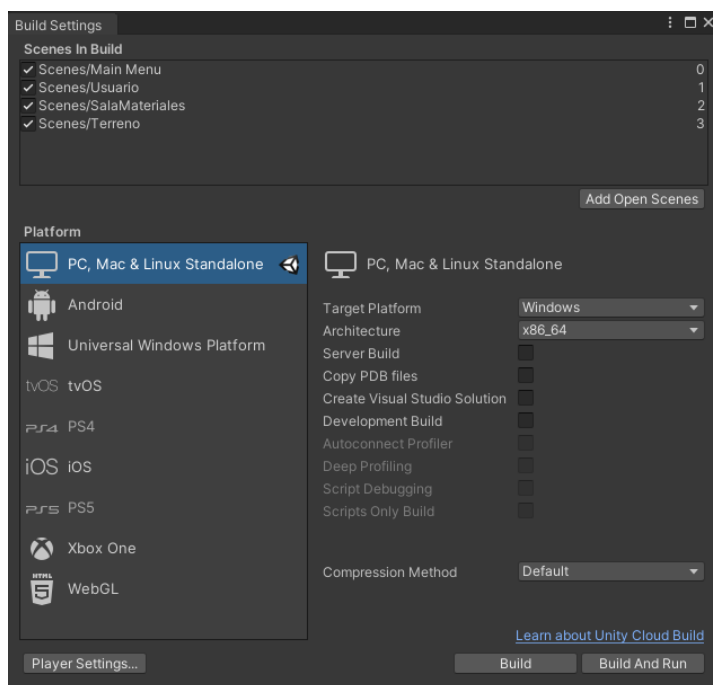 Build Settings
Scenes In Build
Scenes/Main Menu 0
Scenes/Usuario 1
Scenes/SalaMateriales 2
Scenes/Terreno 3
Add Open Scenes
Platform
PC, Mac & Linux Standalone
Android
Universal Windows Platform
tvOS tvOS
PS4 PS4
iOS iOS
PS5 PS5
Xbox One
HTML 5 WebGL
PC, Mac & Linux Standalone
Target Platform Windows
Architecture x86_64
Server Build
Copy PDB files
Create Visual Studio Solution
Development Build
Autoconnect Profiler
Deep Profiling
Script Debugging
Scripts Only Build
Compression Method Default
Learn about Unity Cloud Build
Player Settings... Build Build And Run